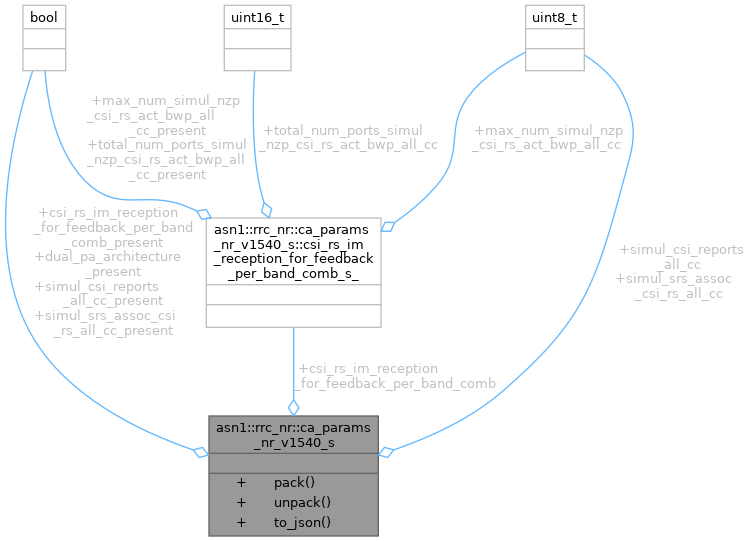 bool
uint16_t
uint8_t
+max_num_simul_nzp
_csi_rs_act_bwp_all
_cc_present
+total_num_ports_simul
_nzp_csi_rs_act_bwp_all
_cc_present
+total_num_ports_simul
_nzp_csi_rs_act_bwp_all_cc
+max_num_simul_nzp
_csi_rs_act_bwp_all_cc
+csi_rs_im_reception
_for_feedback_per_band
_comb_present
+dual_pa_architecture
_present
+simul_csi_reports
_all_cc_present
+simul_srs_assoc_csi
_rs_all_cc_present
asn1::rrc_nr::ca_params
_nr_v1540_s::csi_rs_im
_reception_for_feedback
_per_band_comb_s_
+simul_csi_reports
_all_cc
+simul_srs_assoc
_csi_rs_all_cc
+csi_rs_im_reception
_for_feedback_per_band_comb
asn1::rrc_nr::ca_params
_nr_v1540_s
+ pack()
+ unpack()
+ to_json()